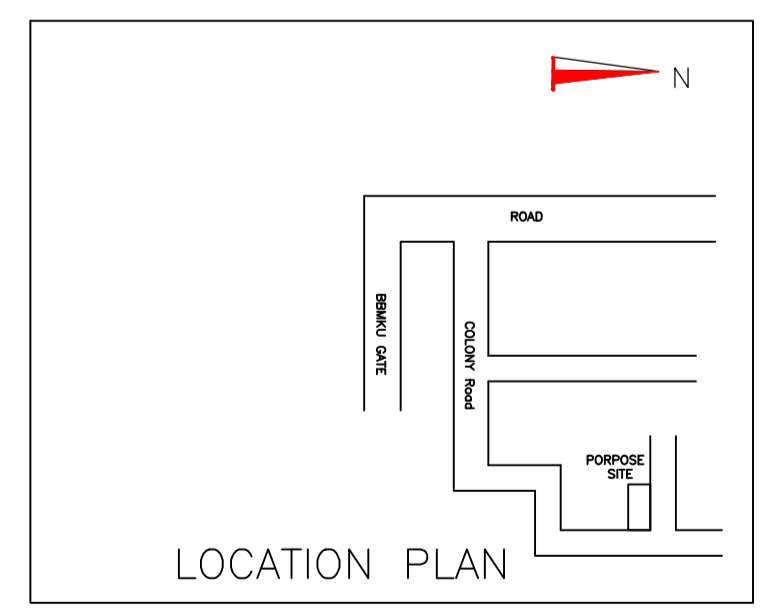 N
ROAD
BBMKU GATE
COLONY Road
PORPOSE
SITE
LOCATION PLAN